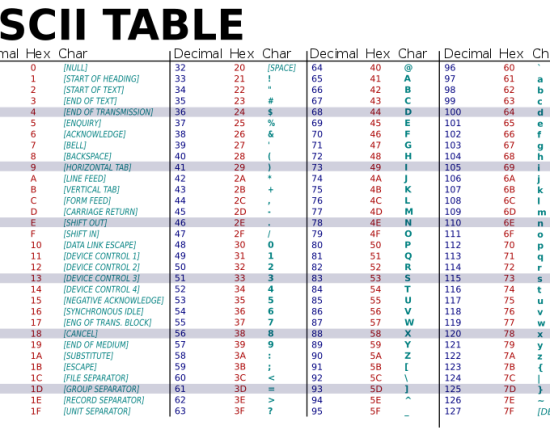 SCII TABLE
mal Hex Char Decimal Hex Char Decimal Hex Char Decimal Hex Ch
0 [NULL] 32 20 [SPACE] 64 40 @ 96 60 `
1 [START OF HEADING] 33 21 ! 65 41 A 97 61 a
2 [START OF TEXT] 34 22 " 66 42 B 98 62 b
3 [END OF TEXT] 35 23 # 67 43 C 99 63 c
4 [END OF TRANSMISSION] 36 24 $ 68 44 D 100 64 d
5 [ENQUIRY] 37 25 % 69 45 E 101 65 e
6 [ACKNOWLEDGE] 38 26 & 70 46 F 102 66 f
7 [BELL] 39 27 ' 71 47 G 103 67 g
8 [BACKSPACE] 40 28 ( 72 48 H 104 68 h
9 [HORIZONTAL TAB] 41 29 ) 73 49 I 105 69 i
A [LINE FEED] 42 2A * 74 4A J 106 6A j
B [VERTICAL TAB] 43 2B + 75 4B K 107 6B k
C [FORM FEED] 44 2C , 76 4C L 108 6C l
D [CARRIAGE RETURN] 45 2D - 77 4D M 109 6D m
E [SHIFT OUT] 46 2E . 78 4E N 110 6E n
F [SHIFT IN] 47 2F / 79 4F O 111 6F o
10 [DATA LINK ESCAPE] 48 30 0 80 50 P 112 70 p
11 [DEVICE CONTROL 1] 49 31 1 81 51 Q 113 71 q
12 [DEVICE CONTROL 2] 50 32 2 82 52 R 114 72 r
13 [DEVICE CONTROL 3] 51 33 3 83 53 S 115 73 s
14 [DEVICE CONTROL 4] 52 34 4 84 54 T 116 74 t
15 [NEGATIVE ACKNOWLEDGE] 53 35 5 85 55 U 117 75 u
16 [SYNCHRONOUS IDLE] 54 36 6 86 56 V 118 76 v
17 [ENG OF TRANS. BLOCK] 55 37 7 87 57 W 119 77 w
18 [CANCEL] 56 38 8 88 58 X 120 78 x
19 [END OF MEDIUM] 57 39 9 89 59 Y 121 79 y
1A [SUBSTITUTE] 58 3A : 90 5A Z 122 7A z
1B [ESCAPE] 59 3B ; 91 5B [ 123 7B {
1C [FILE SEPARATOR] 60 3C < 92 5C \ 124 7C |
1D [GROUP SEPARATOR] 61 3D = 93 5D ] 125 7D }
1E [RECORD SEPARATOR] 62 3E > 94 5E ^ 126 7E ~
1F [UNIT SEPARATOR] 63 3F ? 95 5F _ 127 7F [DE